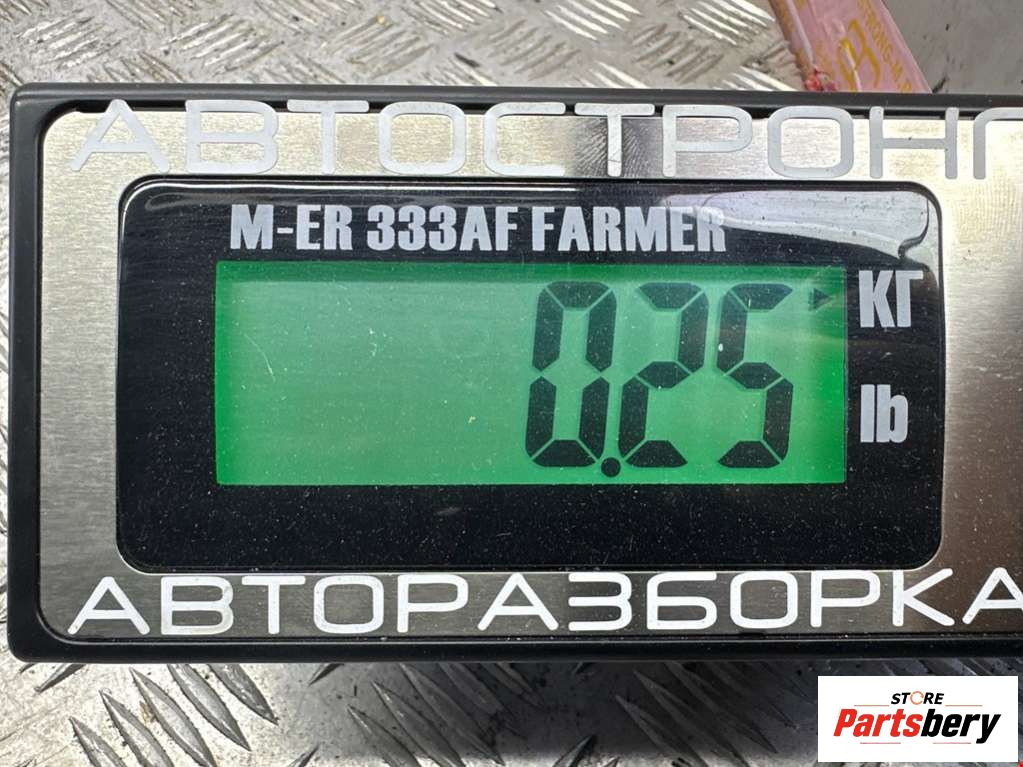 АВТОСТРОНГ
M-ER 333AF FARMER
0.25
КГ
lb
АВТОРАЗБОРКА
STORE
Partsbery